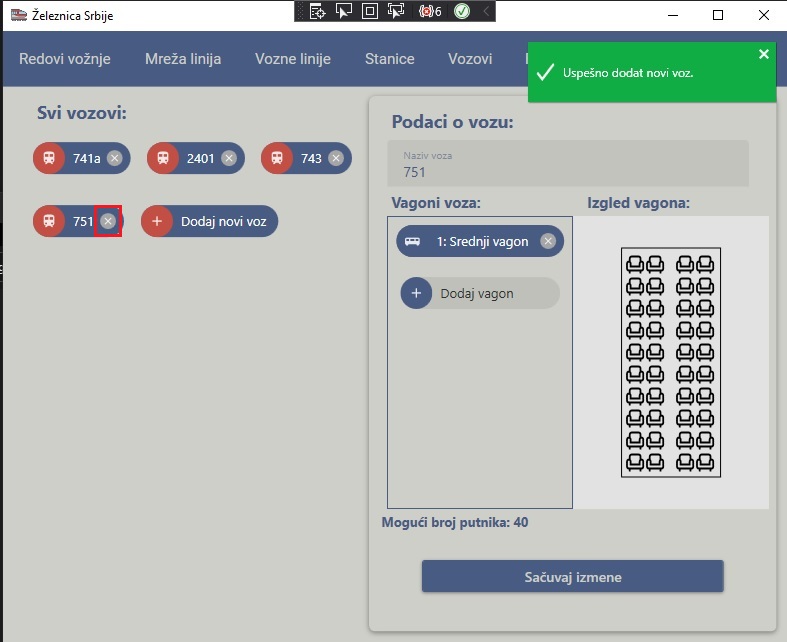 Železnica Srbije
6
Redovi vožnje
Mreža linija
Vozne linije
Stanice
Vozovi
Uspešno dodat novi voz.
Svi vozovi:
741a
2401
743
751
Dodaj novi voz
Podaci o vozu:
Naziv voza
751
Vagoni voza:
Izgled vagona:
1: Srednji vagon
Dodaj vagon
Mogući broj putnika: 40
Sačuvaj izmene